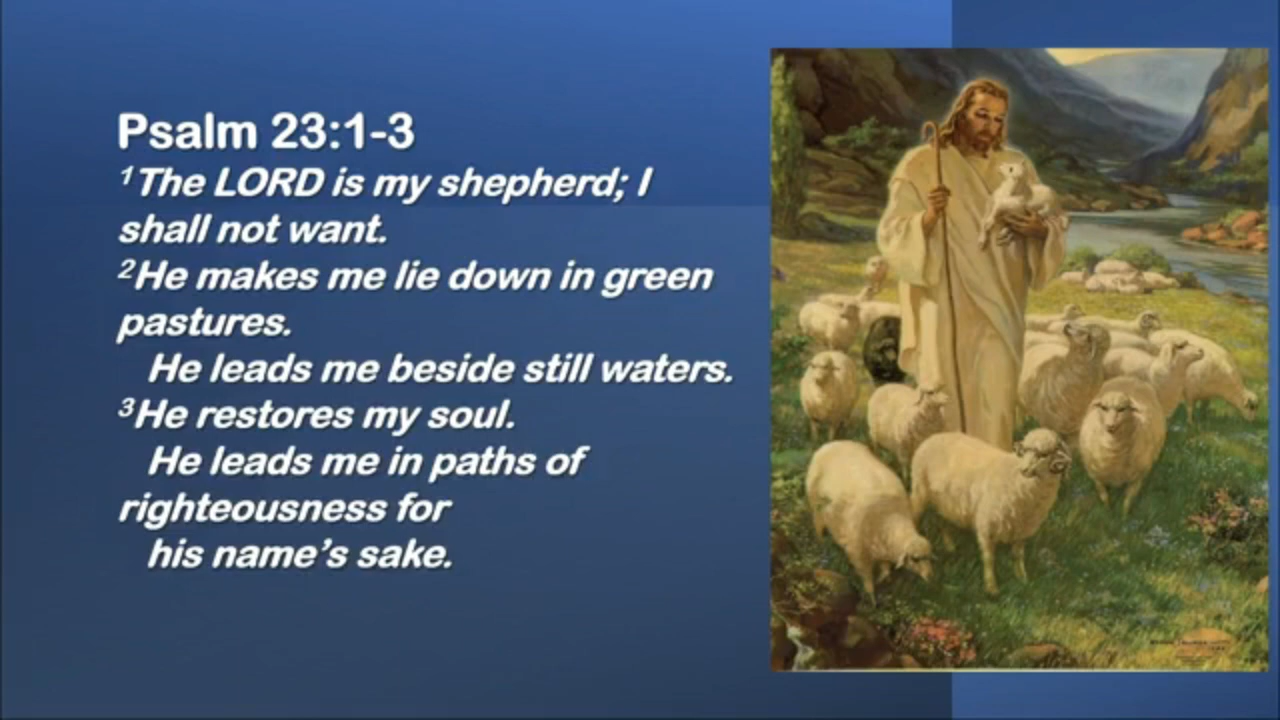 Psalm 23:1-3
¹The LORD is my shepherd; I
shall not want.
²He makes me lie down in green
pastures.
He leads me beside still waters.
³He restores my soul.
He leads me in paths of
righteousness for
his name’s sake.